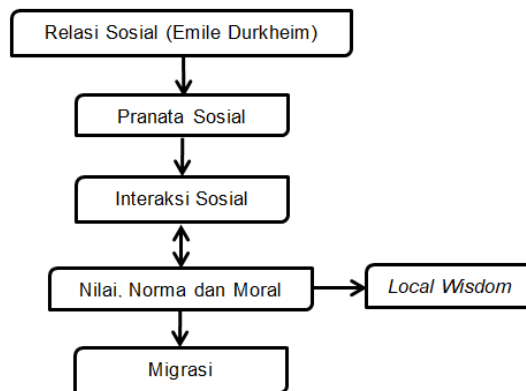 Relasi Sosial (Emile Durkheim)
Pranata Sosial
Interaksi Sosial
Nilai, Norma dan Moral
Local Wisdom
Migrasi